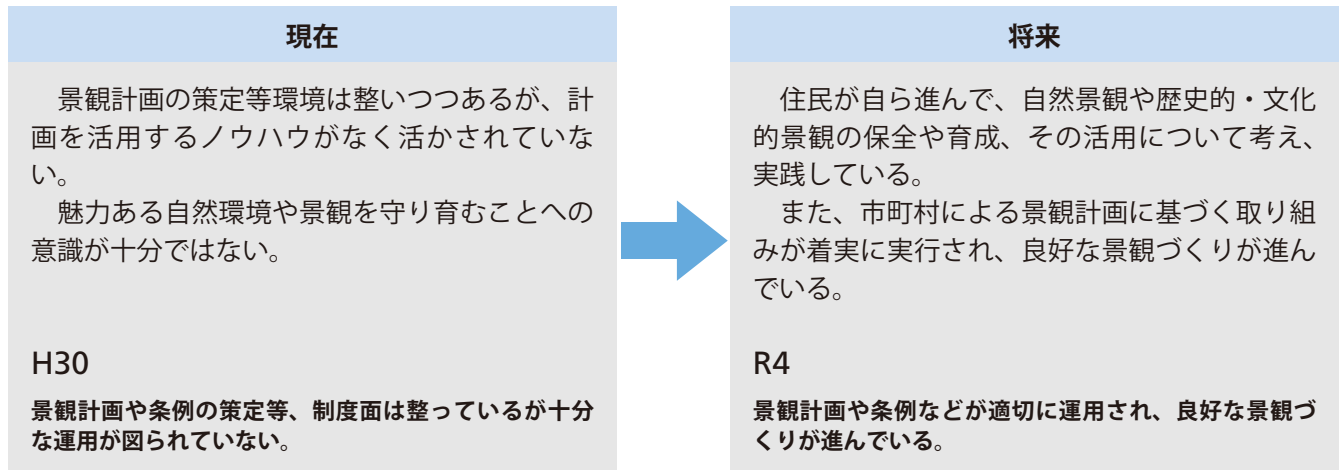 現在
　景観計画の策定等環境は整いつつあるが、計
画を活用するノウハウがなく活かされていな
い。
　魅力ある自然環境や景観を守り育むことへの
意識が十分ではない。
H30
景観計画や条例の策定等、制度面は整っているが十分
な運用が図られていない。
将来
　住民が自ら進んで、自然景観や歴史的・文化
的景観の保全や育成、その活用について考え、
実践している。
　また、市町村による景観計画に基づく取り組
みが着実に実行され、良好な景観づくりが進ん
でいる。
R4
景観計画や条例などが適切に運用され、良好な景観づ
くりが進んでいる。